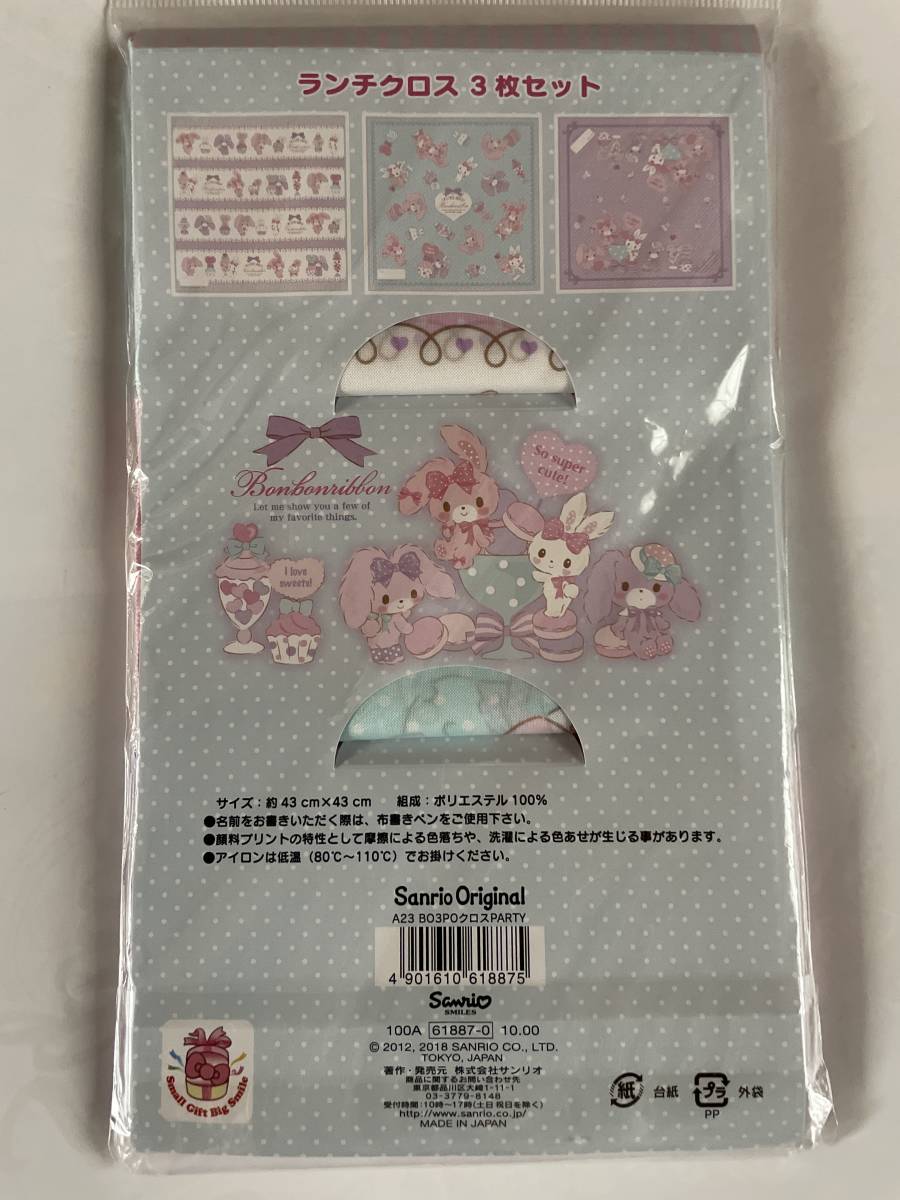 ランチクロス 3枚セット
Bonbonribbon
Let me show you a few of
my favorite things.
So super
cute!
I love
sweets!
サイズ：約43cm×43cm 組成：ポリエステル100%
●名前をお書きいただく際は、布書きペンをご使用下さい。
●顔料プリントの特性として摩擦による色落ちや、洗濯による色あせが生じる事があります。
●アイロンは低温（80℃〜110℃）でお掛けください。
Sanrio Original
A23 BO3POクロスPARTY
4 901610 618875
Sanrio
SMILES
100A 61887-0 10.00
© 2012, 2018 SANRIO CO., LTD.
TOKYO, JAPAN
著作・発売元 株式会社サンリオ
商品に関するお問い合わせ先
東京都品川区大崎1-11-1
03-3779-8148
受付時間：10時〜17時(土日祝日を除く)
http://www.sanrio.co.jp/
MADE IN JAPAN
Small Gift Big Smile
紙 台紙 プラ 外袋
PP